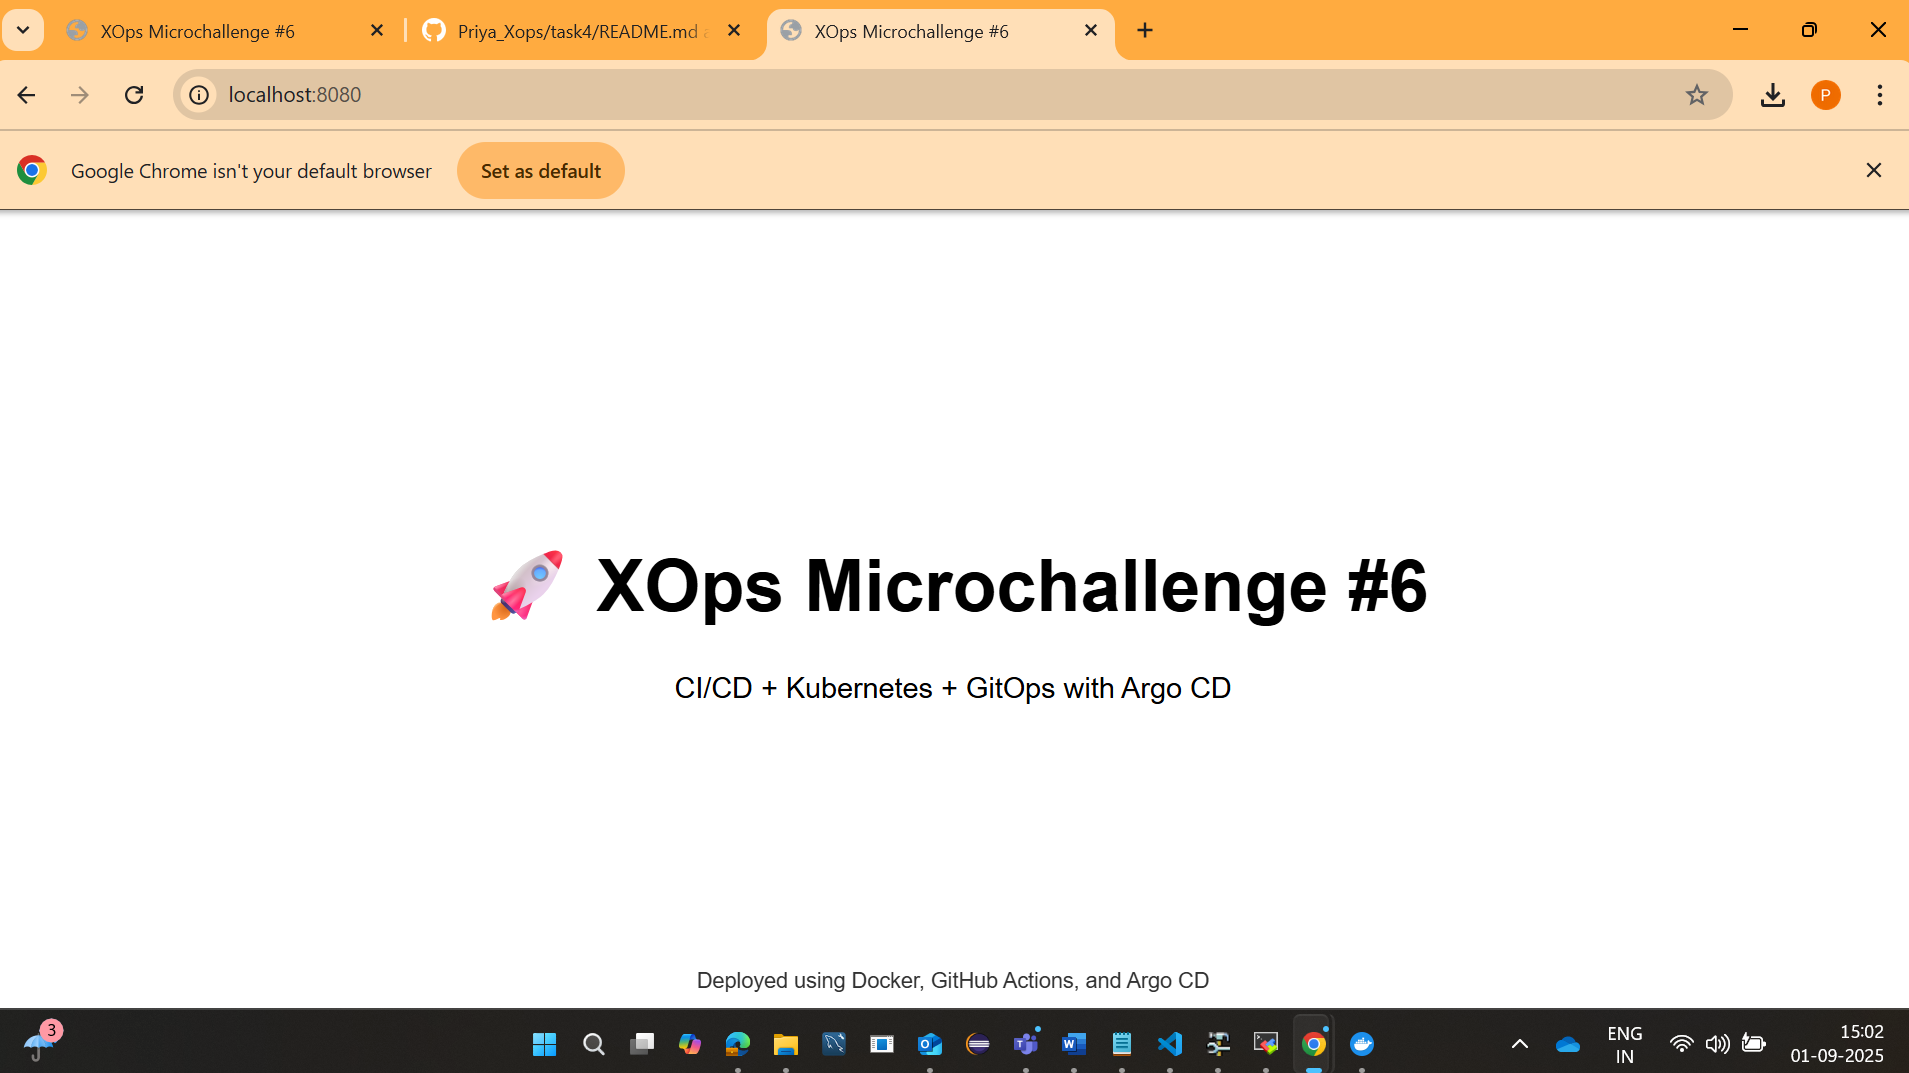 XOps Microchallenge #6
Priya_Xops/task4/README.md
XOps Microchallenge #6
localhost:8080
P
Google Chrome isn't your default browser
Set as default
🚀 XOps Microchallenge #6
CI/CD + Kubernetes + GitOps with Argo CD
Deployed using Docker, GitHub Actions, and Argo CD
3
ENG
IN
15:02
01-09-2025